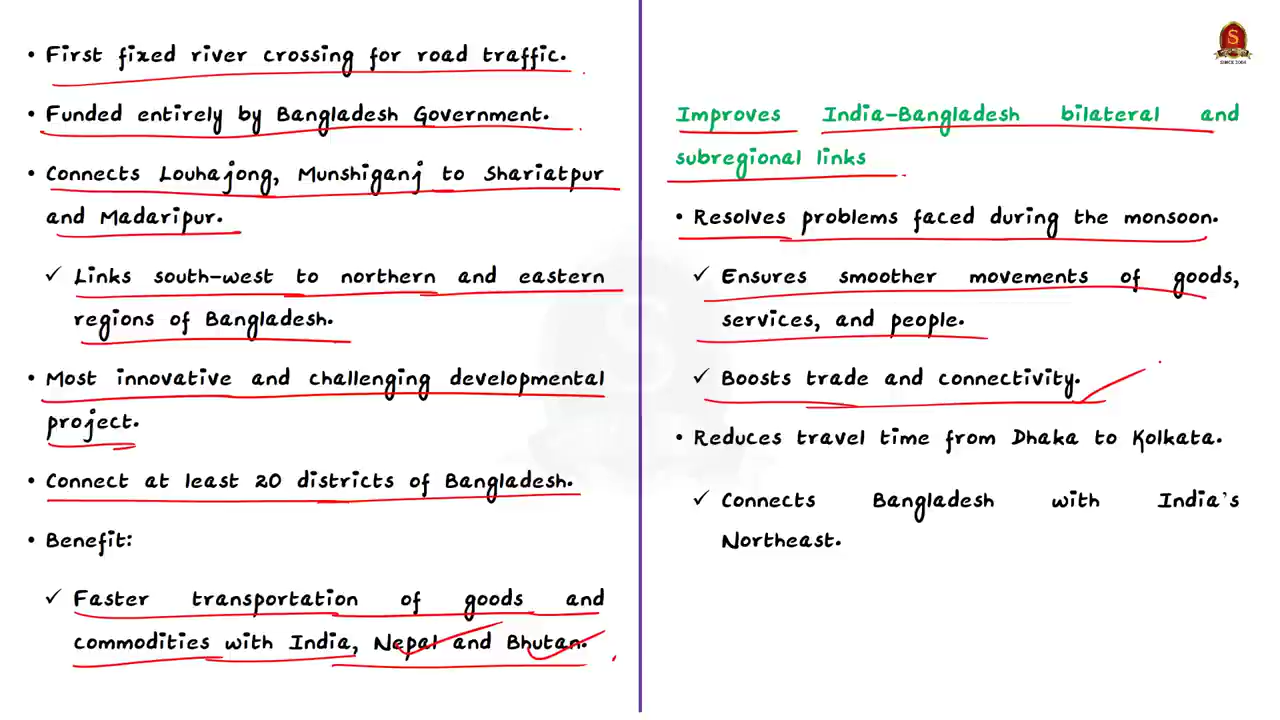 • First fixed river crossing for road traffic.
• Funded entirely by Bangladesh Government.
• Connects Louhajong, Munshiganj to Shariatpur
and Madaripur.
✓ Links south-west to northern and eastern
regions of Bangladesh.
• Most innovative and challenging developmental
project.
• Connect at least 20 districts of Bangladesh.
• Benefit:
✓ Faster transportation of goods and
commodities with India, Nepal and Bhutan.
S
SINCE 2004
Improves India-Bangladesh bilateral and
subregional links
• Resolves problems faced during the monsoon.
✓ Ensures smoother movements of goods,
services, and people.
✓ Boosts trade and connectivity.
• Reduces travel time from Dhaka to Kolkata.
✓ Connects Bangladesh with India's
Northeast.